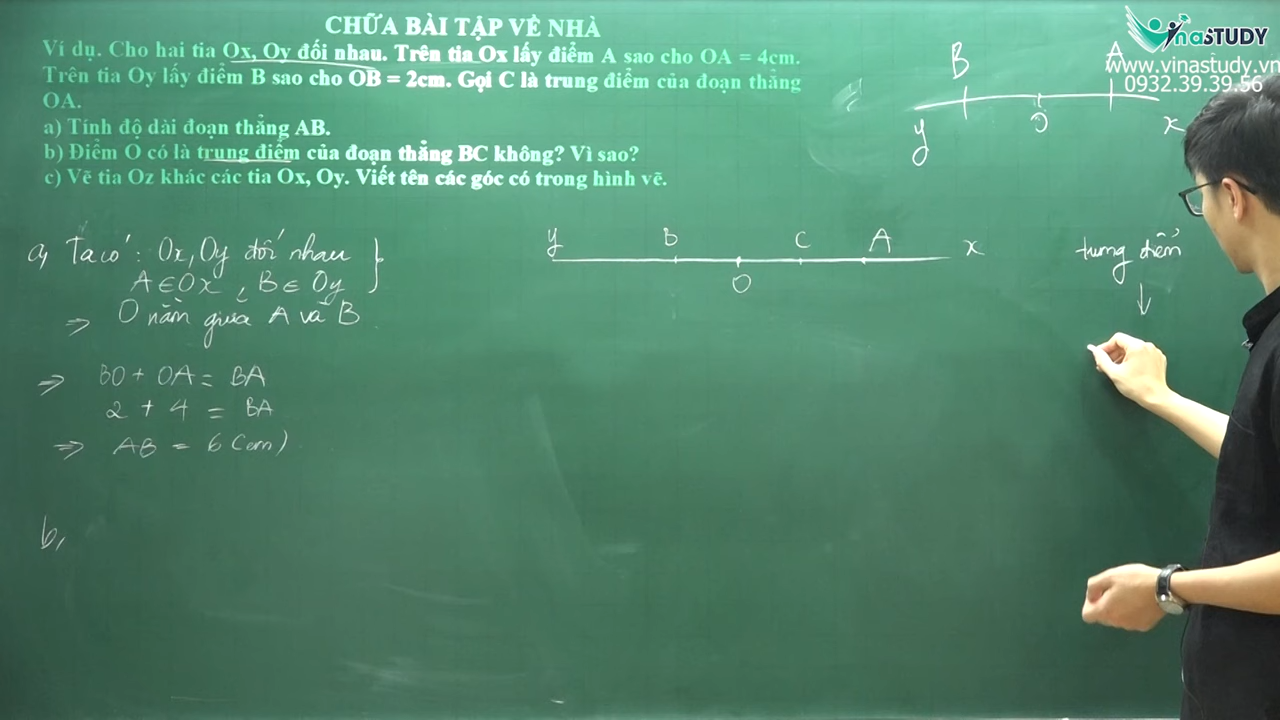 CHỮA BÀI TẬP VỀ NHÀ
Ví dụ. Cho hai tia Ox, Oy đối nhau. Trên tia Ox lấy điểm A sao cho OA = 4cm.
Trên tia Oy lấy điểm B sao cho OB = 2cm. Gọi C là trung điểm của đoạn thẳng
OA.
a) Tính độ dài đoạn thẳng AB.
b) Điểm O có là trung điểm của đoạn thẳng BC không? Vì sao?
c) Vẽ tia Oz khác các tia Ox, Oy. Viết tên các góc có trong hình vẽ.
VinaSTUDY
www.vinastudy.vn
0932.39.39.56
B A
y O x
a, Ta có: Ox, Oy đối nhau
A ∈ Ox, B ∈ Oy
⇒ O nằm giữa A và B
⇒ BO + OA = BA
2 + 4 = BA
⇒ AB = 6 (cm)
b,
y B C A x
O
trung điểm
↓